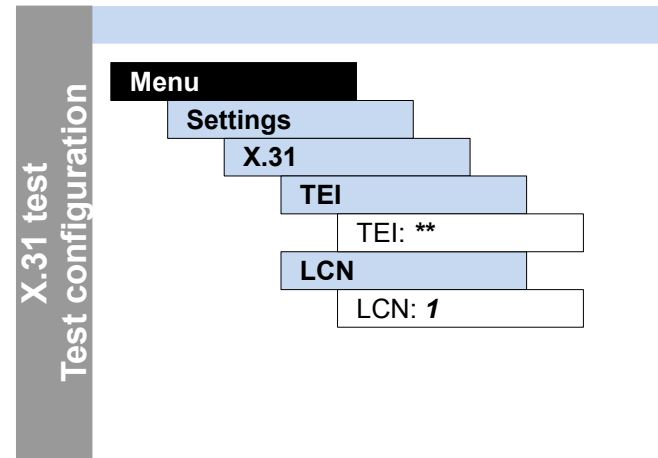 X.31 test
Test configuration
Menu
Settings
X.31
TEI
TEI: **
LCN
LCN: 1